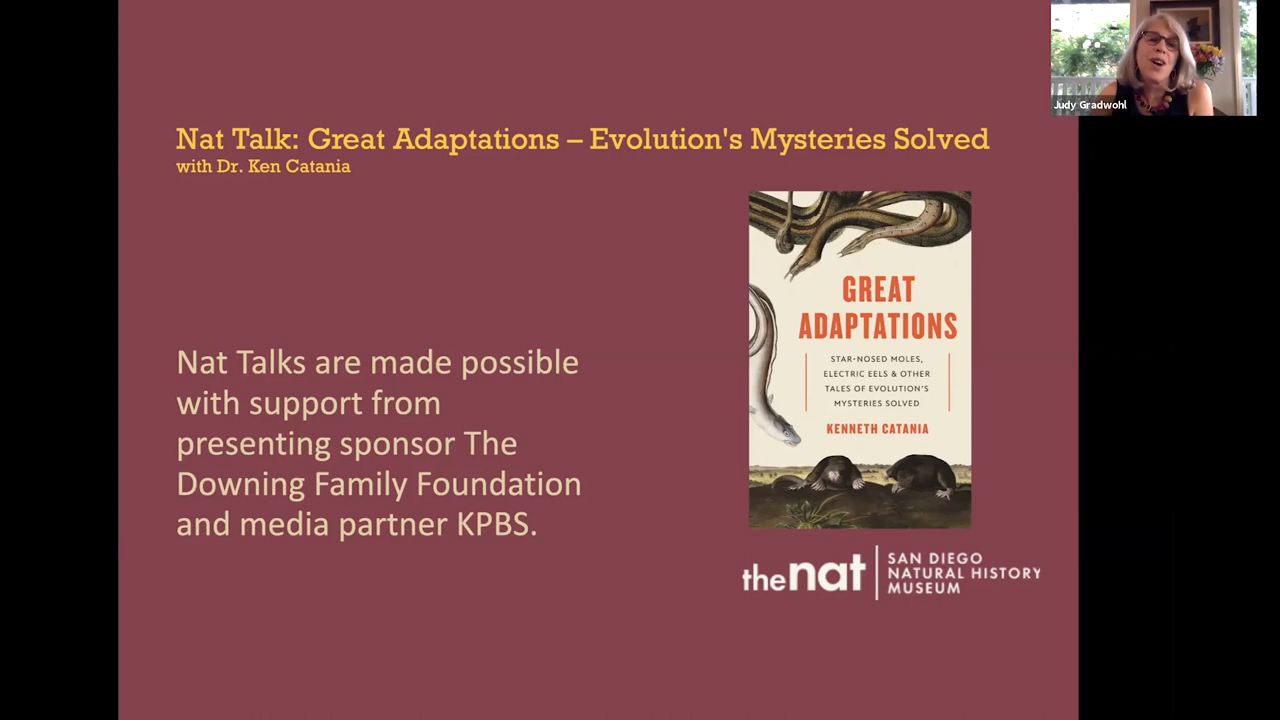 Judy Gradwohl
Nat Talk: Great Adaptations – Evolution's Mysteries Solved
with Dr. Ken Catania
Nat Talks are made possible
with support from
presenting sponsor The
Downing Family Foundation
and media partner KPBS.
GREAT
ADAPTATIONS
STAR-NOSED MOLES,
ELECTRIC EELS & OTHER
TALES OF EVOLUTION'S
MYSTERIES SOLVED
KENNETH CATANIA
thenat
SAN DIEGO
NATURAL HISTORY
MUSEUM